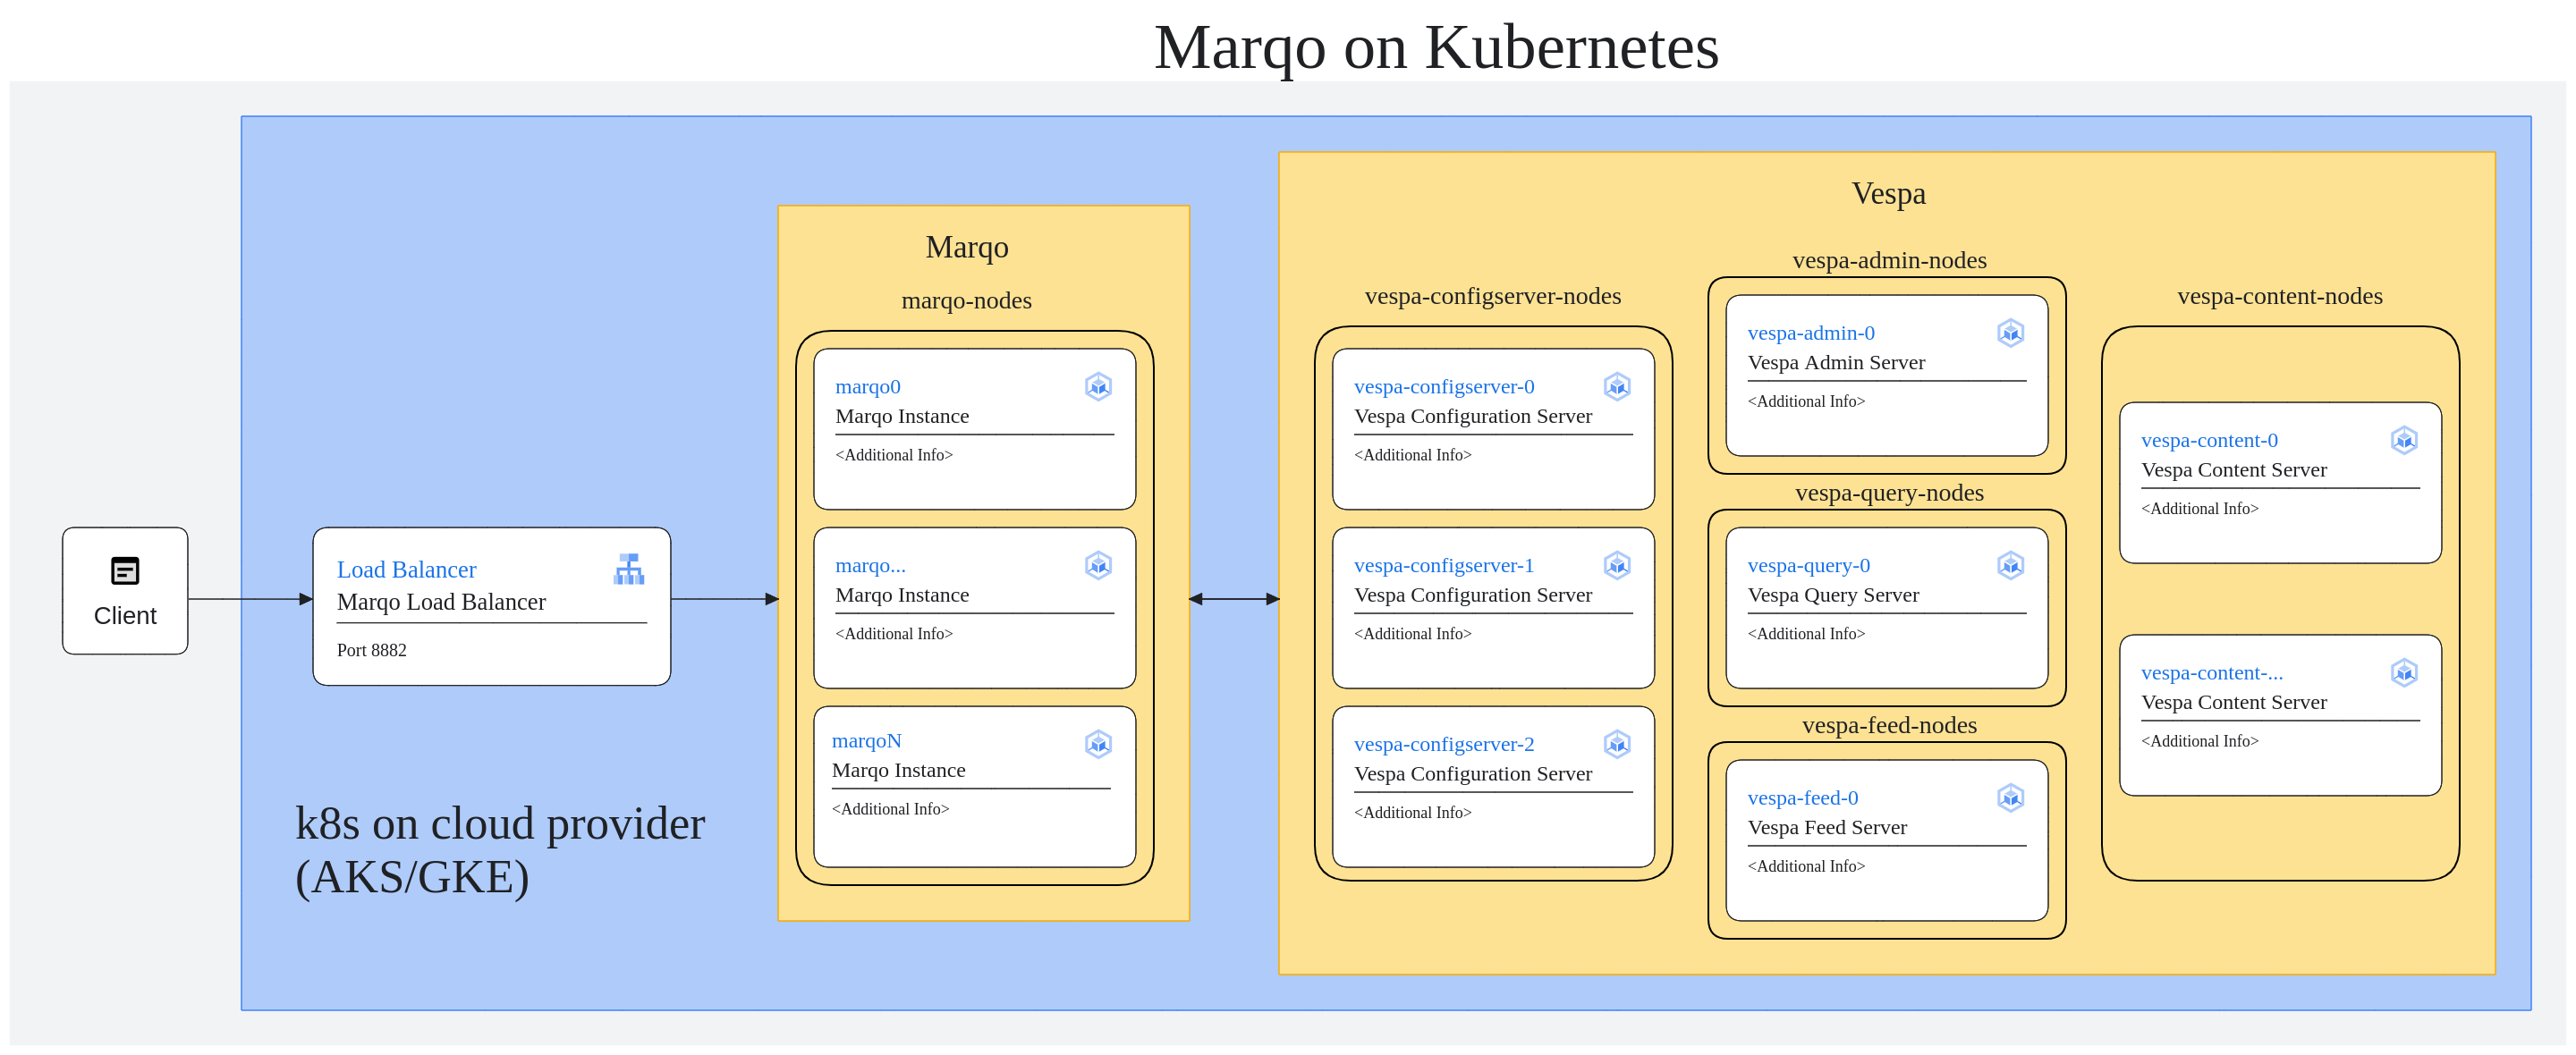 Marqo on Kubernetes
Client
Load Balancer
Marqo Load Balancer
Port 8882
k8s on cloud provider
(AKS/GKE)
Marqo
marqo-nodes
marqo0
Marqo Instance
<Additional Info>
marqo...
Marqo Instance
<Additional Info>
marqoN
Marqo Instance
<Additional Info>
Vespa
vespa-configserver-nodes
vespa-configserver-0
Vespa Configuration Server
<Additional Info>
vespa-configserver-1
Vespa Configuration Server
<Additional Info>
vespa-configserver-2
Vespa Configuration Server
<Additional Info>
vespa-admin-nodes
vespa-admin-0
Vespa Admin Server
<Additional Info>
vespa-query-nodes
vespa-query-0
Vespa Query Server
<Additional Info>
vespa-feed-nodes
vespa-feed-0
Vespa Feed Server
<Additional Info>
vespa-content-nodes
vespa-content-0
Vespa Content Server
<Additional Info>
vespa-content-...
Vespa Content Server
<Additional Info>